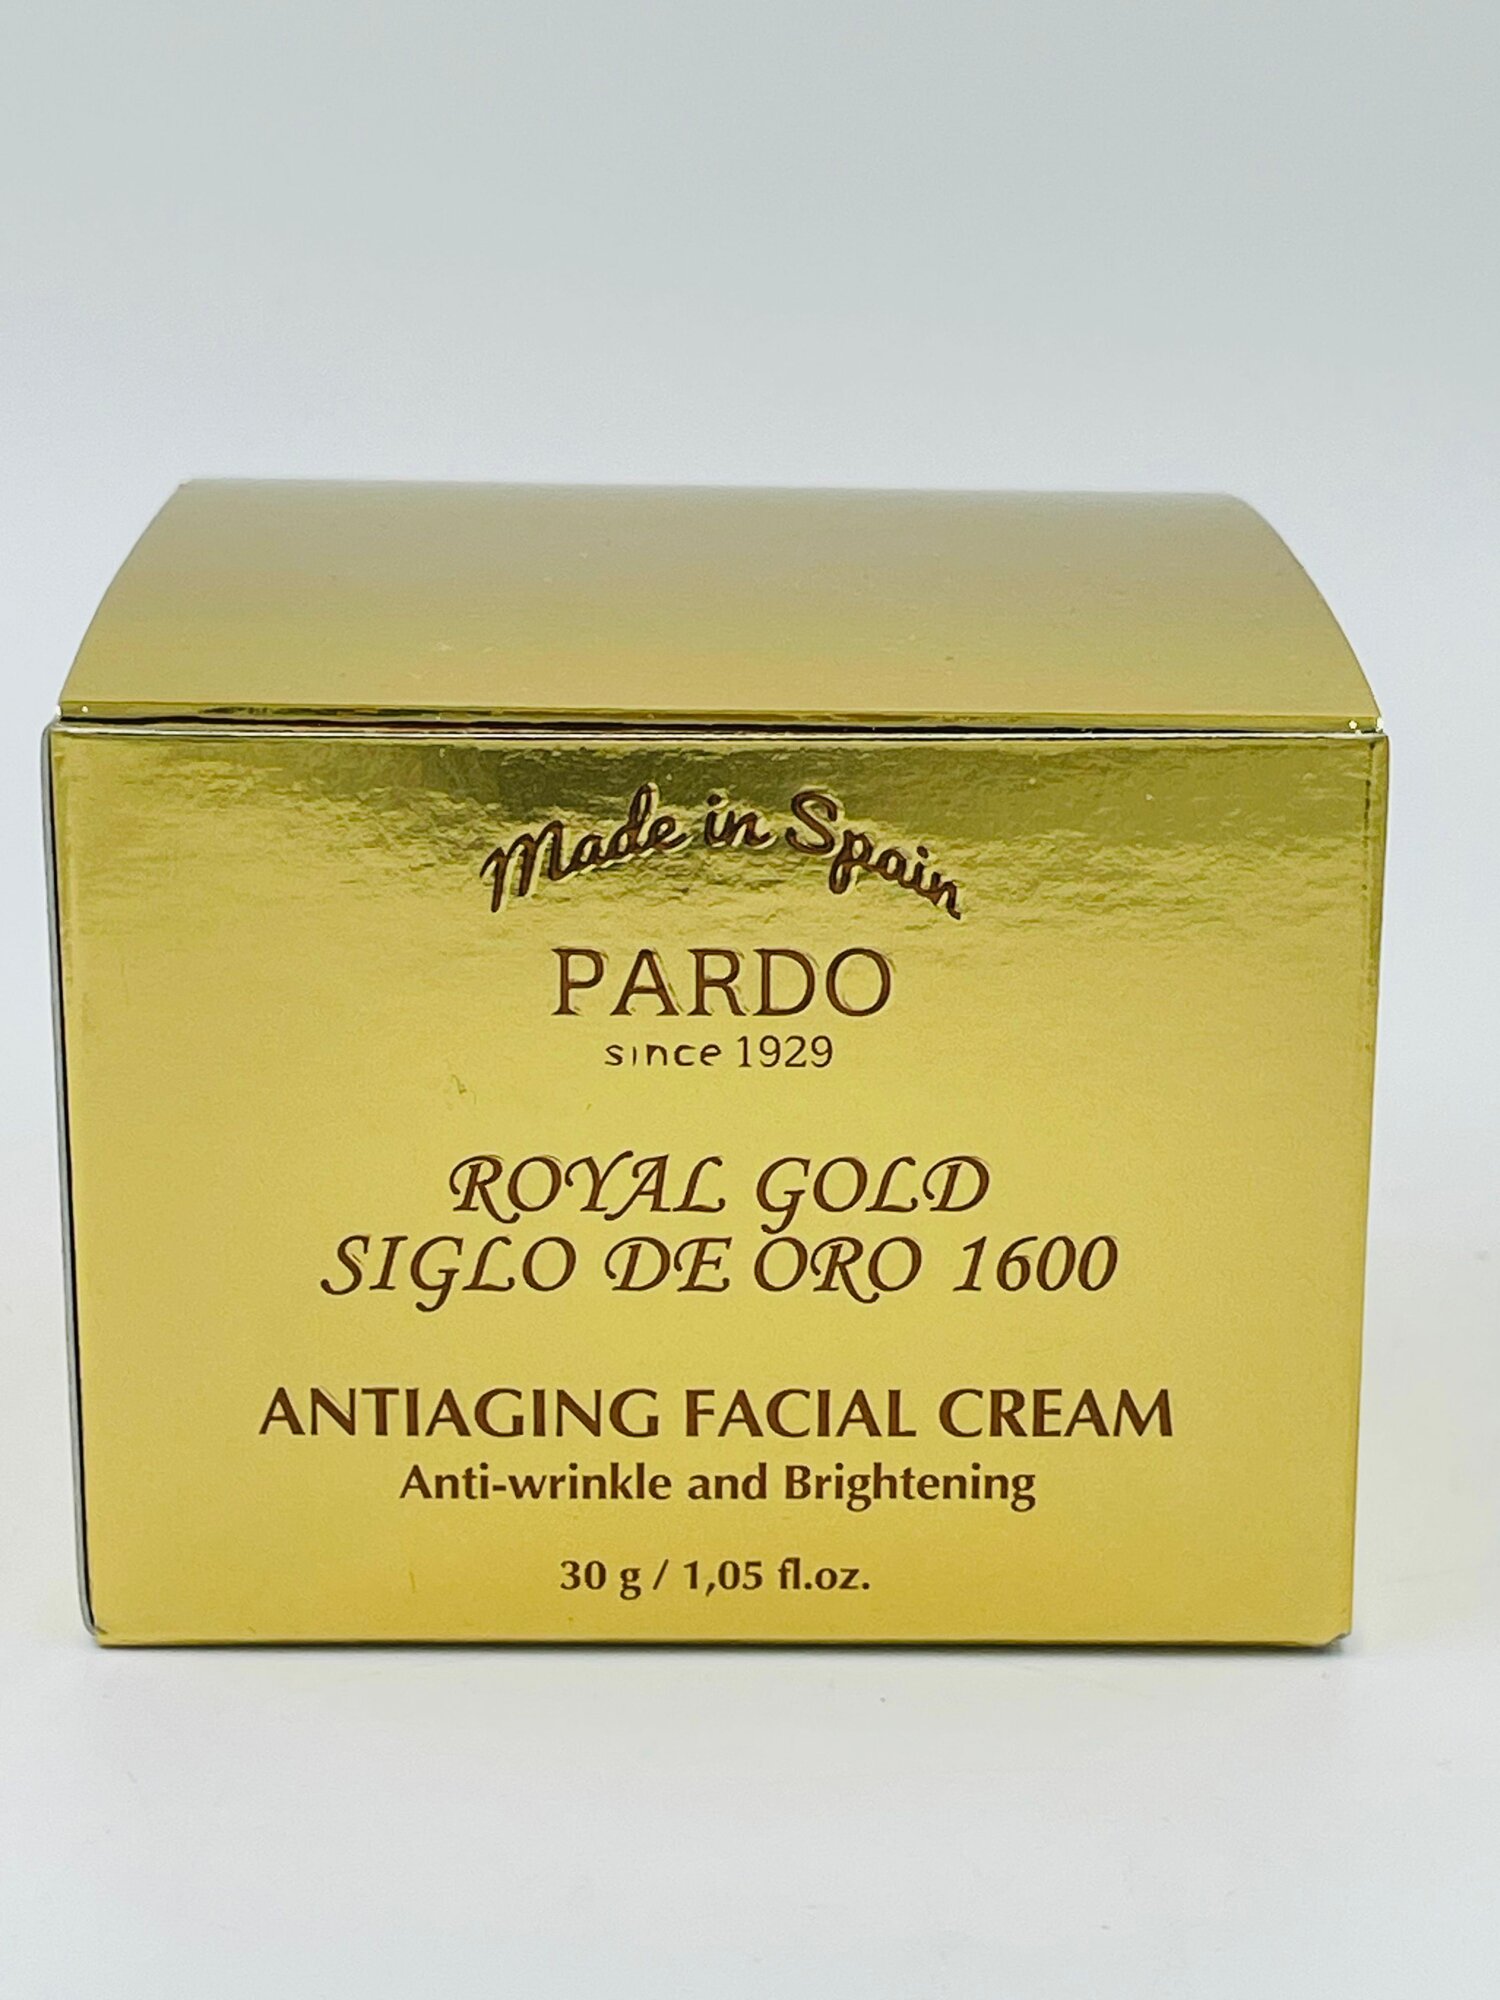 Made in Spain
PARDO
since 1929
ROYAL GOLD
SIGLO DE ORO 1600
ANTIAGING FACIAL CREAM
Anti-wrinkle and Brightening
30 g / 1,05 fl.oz.